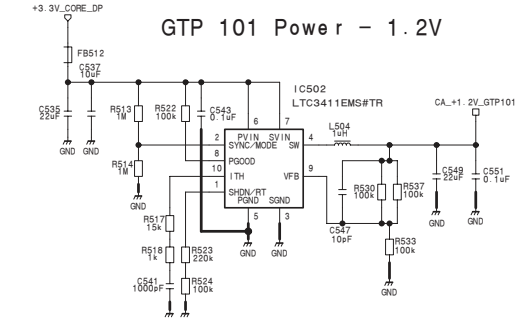 +3.3V_CORE_DP
GTP 101 Power - 1.2V
FB512
C537
10uF
IC502
LTC3411EMS#TR
CA_+1.2V_GTP101
C535
22uF
R513
1M
R522
100k
C543
0.1uF
L504
1uH
6
7
PVIN
SVIN
2
SYNC/MODE
SW
4
GND
GND
8
PGOOD
R514
1M
10
ITH
VFB
9
C549
22uF
C551
0.1uF
1
SHDN/RT
R530
100k
R537
100k
PGND
SGND
GND
5
3
GND
GND
R517
15k
C547
10pF
R518
1k
R523
220k
GND
GND
R533
100k
C541
1000pF
R524
100k
GND